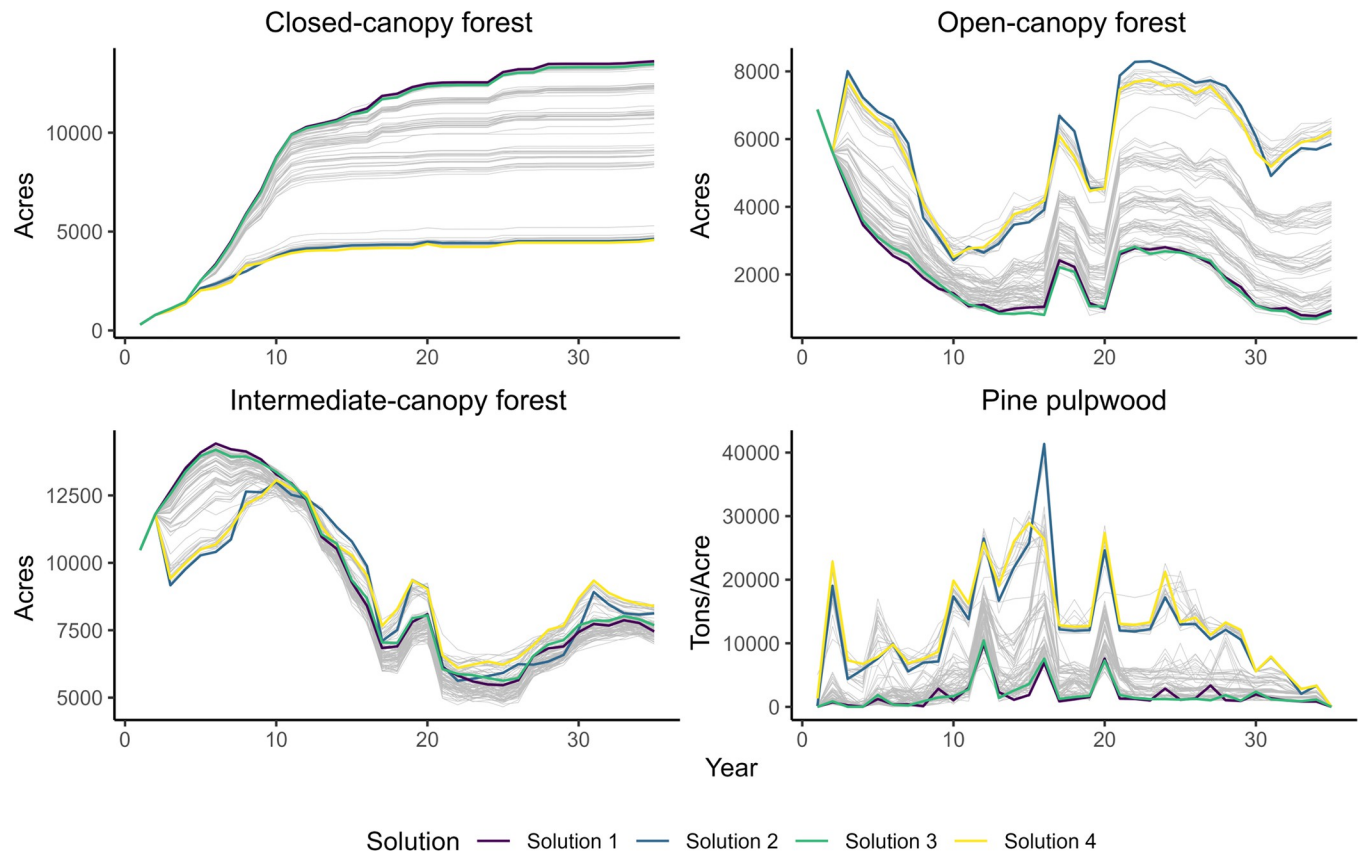 Closed-canopy forest
Open-canopy forest
Acres
10000
5000
0
0 10 20 30
Acres
8000
6000
4000
2000
0 10 20 30
Intermediate-canopy forest
Pine pulpwood
Acres
12500
10000
7500
5000
0 10 20 30
Tons/Acre
40000
30000
20000
10000
0
0 10 20 30
Year
Solution Solution 1 Solution 2 Solution 3 Solution 4